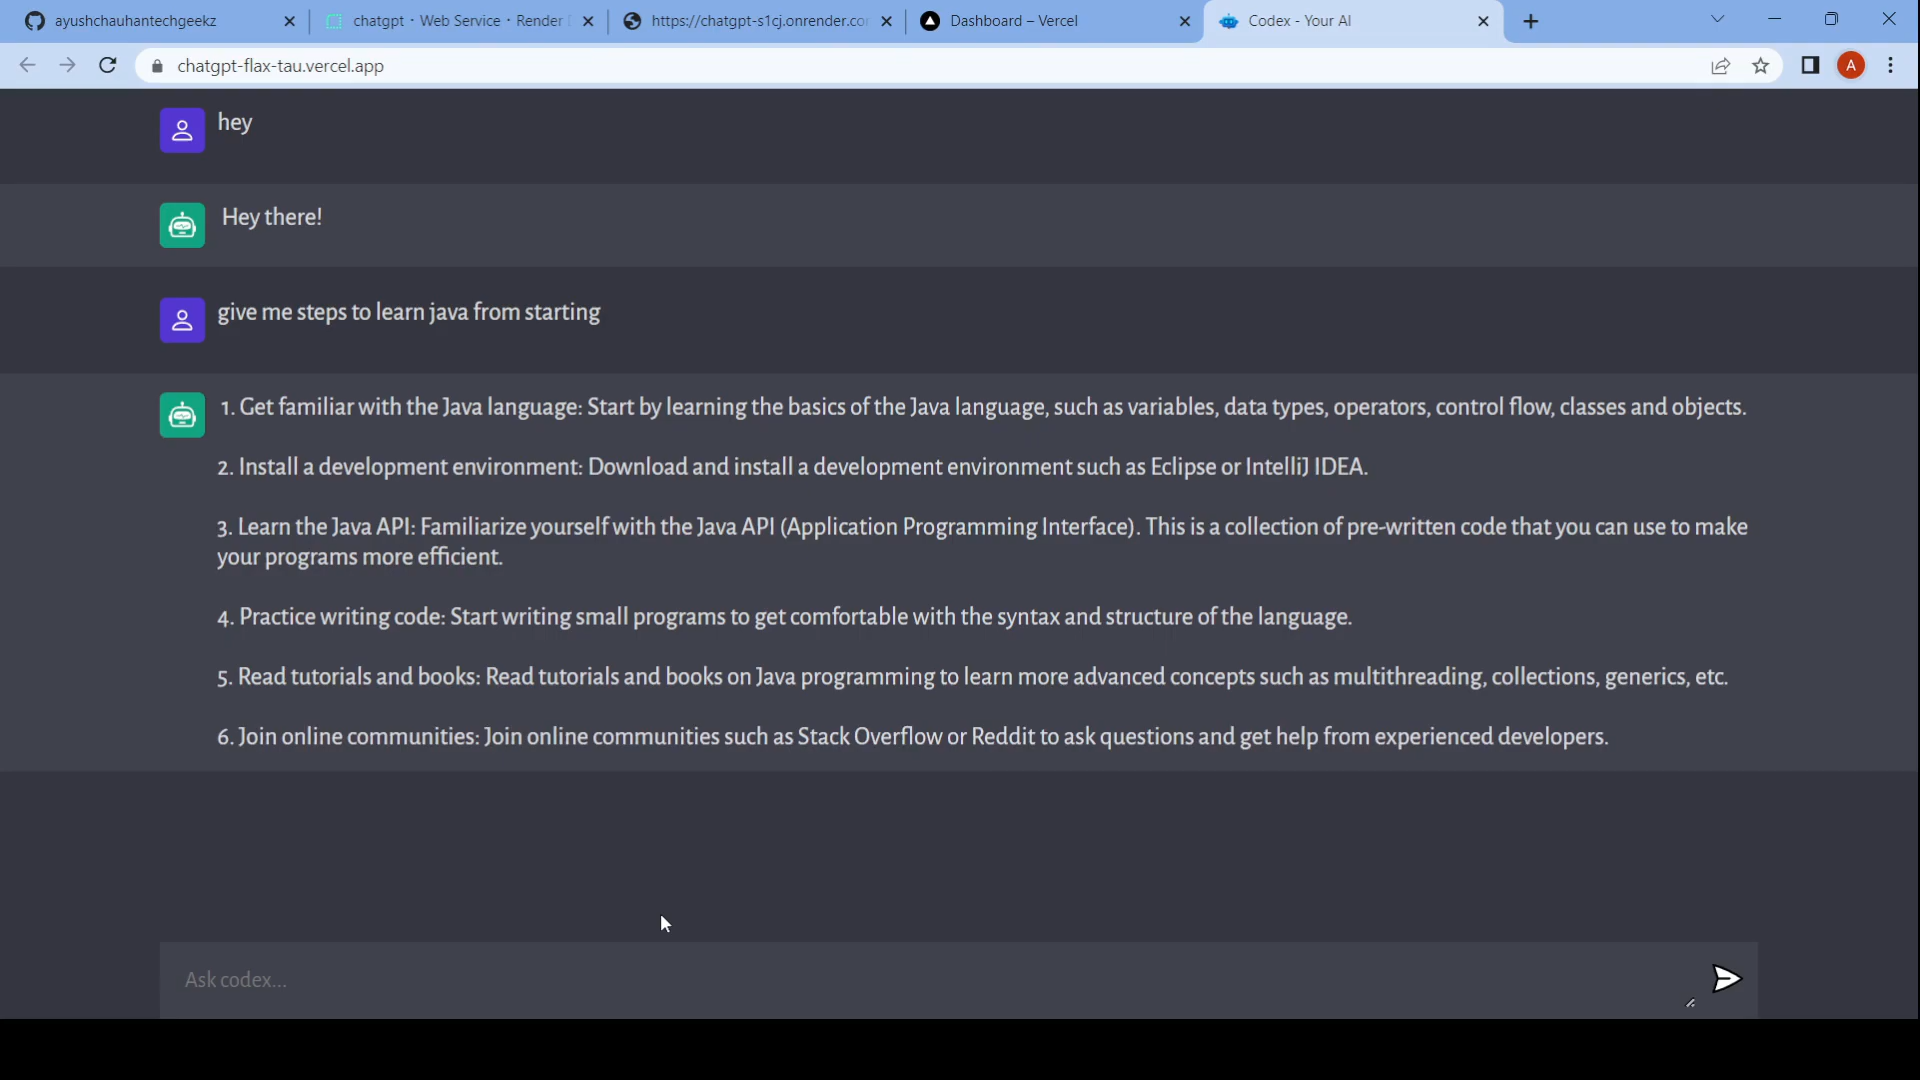 ayushchauhantechgeekz
chatgpt · Web Service · Render
https://chatgpt-s1cj.onrender.co
Dashboard – Vercel
Codex - Your AI
chatgpt-flax-tau.vercel.app
A
hey
Hey there!
give me steps to learn java from starting
1. Get familiar with the Java language: Start by learning the basics of the Java language, such as variables, data types, operators, control flow, classes and objects.
2. Install a development environment: Download and install a development environment such as Eclipse or IntelliJ IDEA.
3. Learn the Java API: Familiarize yourself with the Java API (Application Programming Interface). This is a collection of pre-written code that you can use to make
your programs more efficient.
4. Practice writing code: Start writing small programs to get comfortable with the syntax and structure of the language.
5. Read tutorials and books: Read tutorials and books on Java programming to learn more advanced concepts such as multithreading, collections, generics, etc.
6. Join online communities: Join online communities such as Stack Overflow or Reddit to ask questions and get help from experienced developers.
Ask codex...